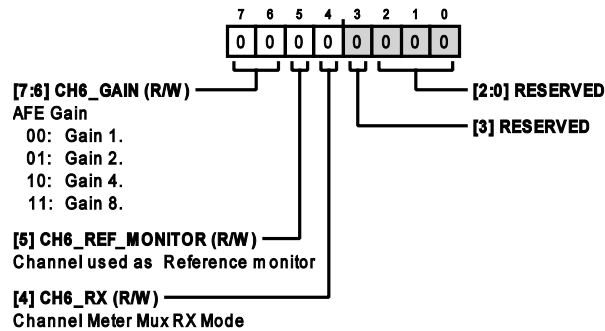 7 6 5 4 3 2 1 0
0 0 0 0 0 0 0 0
[7:6] CH6_GAIN (R/W)
AFE Gain
00: Gain 1.
01: Gain 2.
10: Gain 4.
11: Gain 8.
[5] CH6_REF_MONITOR (R/W)
Channel used as Reference monitor
[4] CH6_RX (R/W)
Channel Meter Mux RX Mode
[2:0] RESERVED
[3] RESERVED